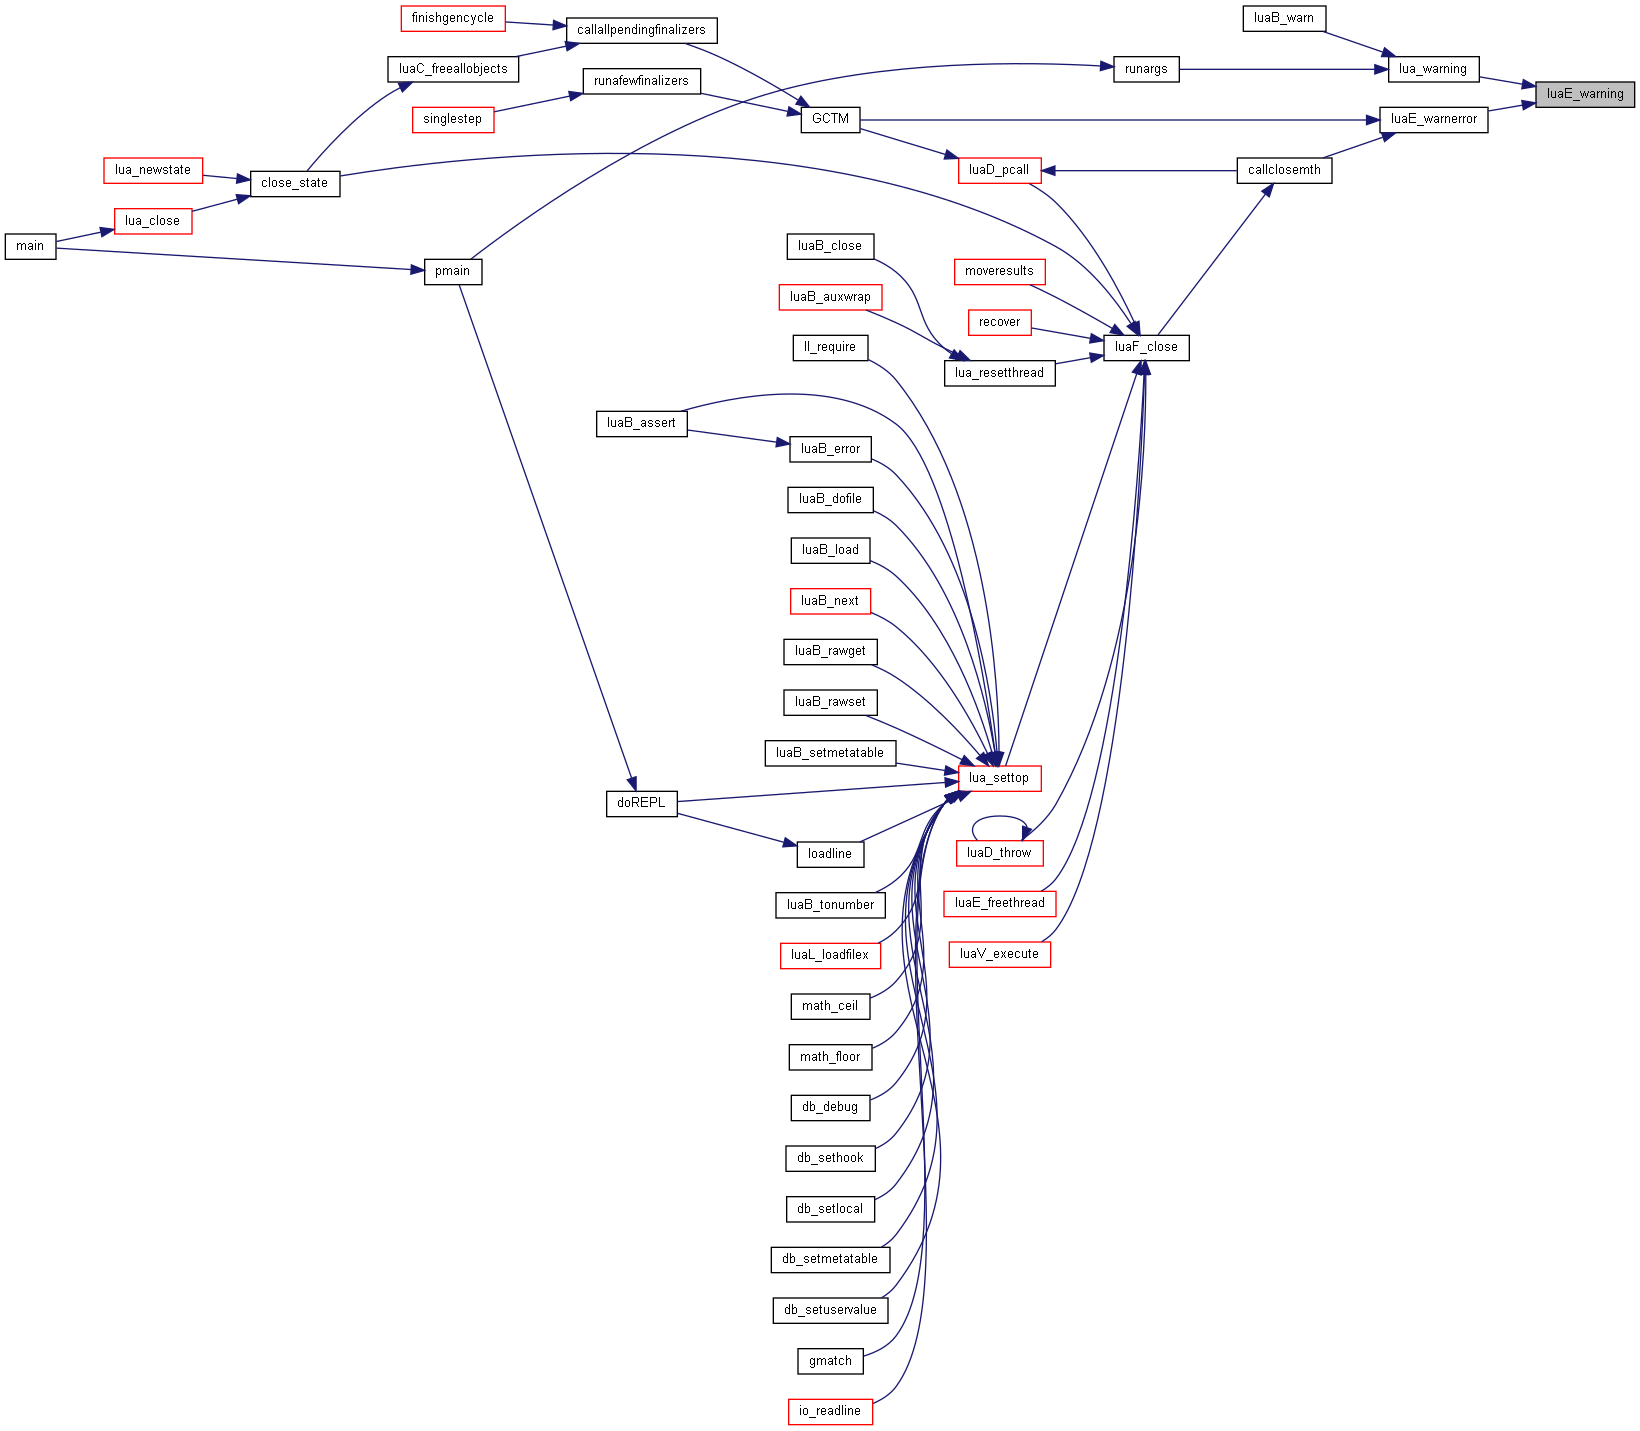 finishgencycle
callallpendingfinalizers
luaB_warn
luaC_freeallobjects
runargs
lua_warning
runafewfinalizers
luaE_warning
singlestep
GCTM
luaE_warnerror
lua_newstate
luaD_pcall
callclosemth
close_state
lua_close
main
luaB_close
pmain
moveresults
luaB_auxwrap
recover
ll_require
luaF_close
lua_resetthread
luaB_assert
luaB_error
luaB_dofile
luaB_load
luaB_next
luaB_rawget
luaB_rawset
luaB_setmetatable
lua_settop
doREPL
loadline
luaD_throw
luaB_tonumber
luaE_freethread
luaL_loadfilex
luaV_execute
math_ceil
math_floor
db_debug
db_sethook
db_setlocal
db_setmetatable
db_setuservalue
gmatch
io_readline